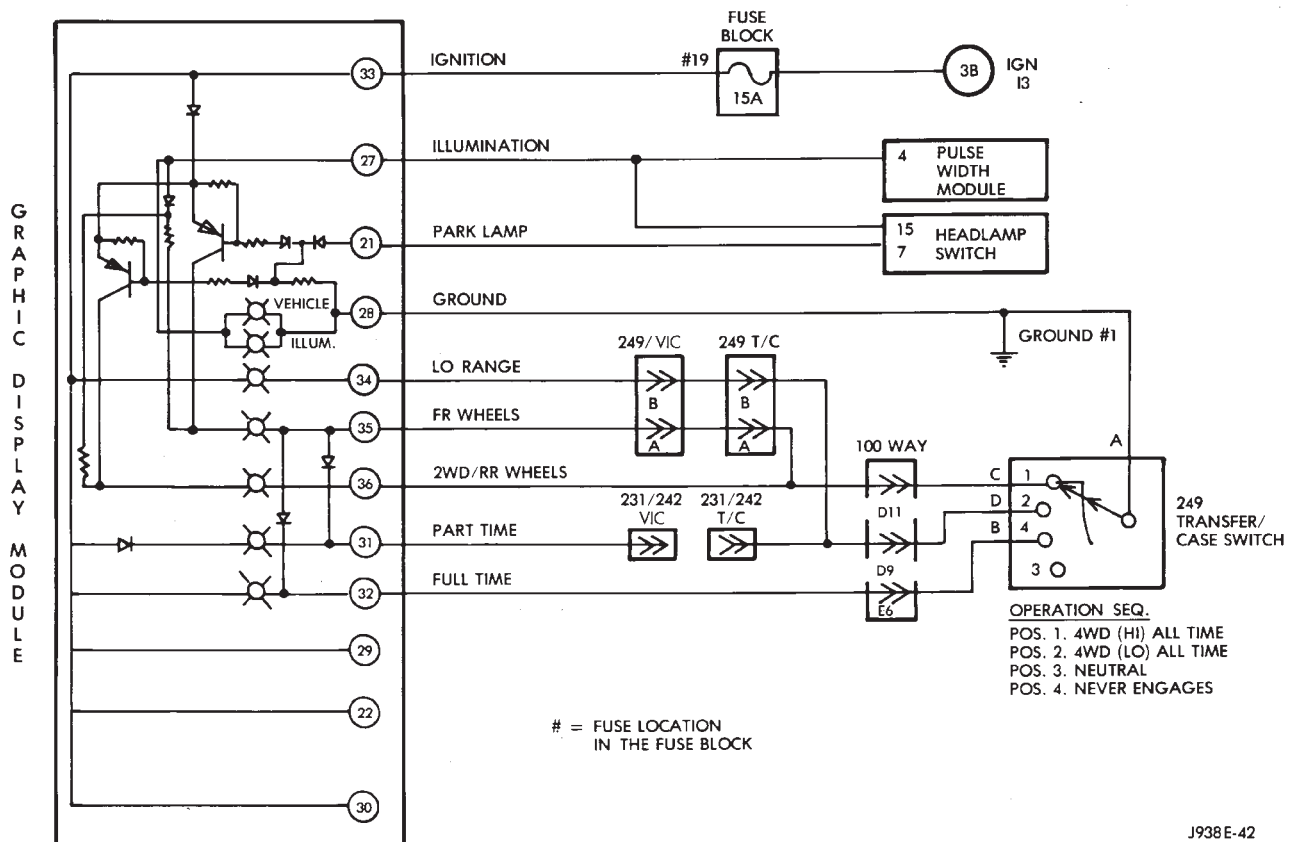 GRAPHIC DISPLAY MODULE
FUSE
BLOCK
33
IGNITION
#19
15A
3B
IGN
I3
27
ILLUMINATION
4 PULSE
WIDTH
MODULE
21
PARK LAMP
15 HEADLAMP
7 SWITCH
28
GROUND
GROUND #1
VEHICLE
ILLUM.
249/VIC
249 T/C
34
LO RANGE
B
B
35
FR WHEELS
A
A
100 WAY
A
36
2WD/RR WHEELS
D11
C 1
D 2
B 4
3
249
TRANSFER/
CASE SWITCH
231/242
VIC
231/242
T/C
31
PART TIME
D9
32
FULL TIME
E6
OPERATION SEQ.
POS. 1. 4WD (HI) ALL TIME
POS. 2. 4WD (LO) ALL TIME
POS. 3. NEUTRAL
POS. 4. NEVER ENGAGES
29
22
# = FUSE LOCATION
IN THE FUSE BLOCK
30
J938E-42